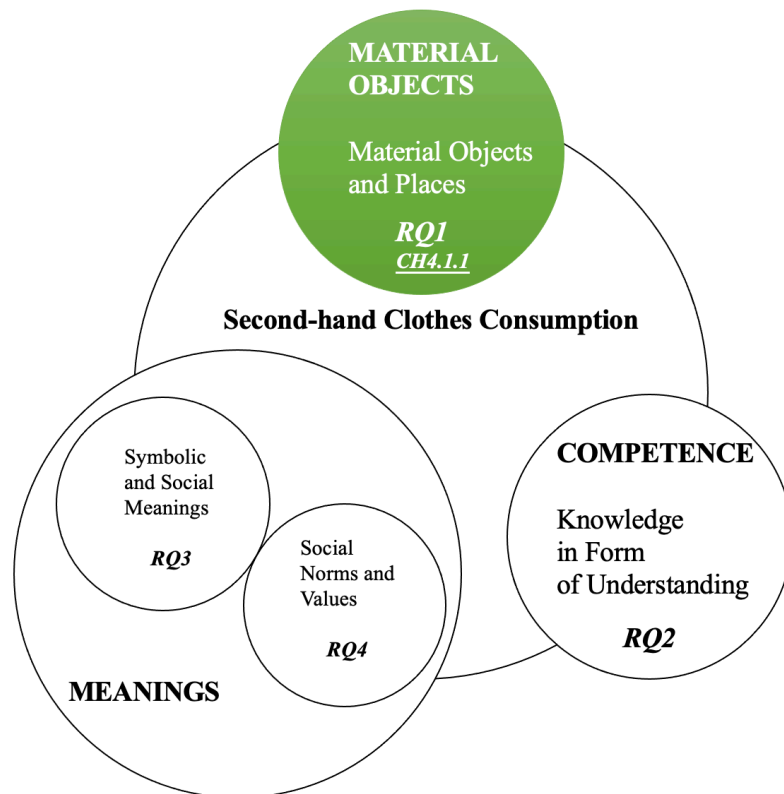 MATERIAL
OBJECTS
Material Objects
and Places
RQ1
CH4.1.1
Second-hand Clothes Consumption
Symbolic
and Social
Meanings
RQ3
Social
Norms and
Values
RQ4
MEANINGS
COMPETENCE
Knowledge
in Form
of Understanding
RQ2